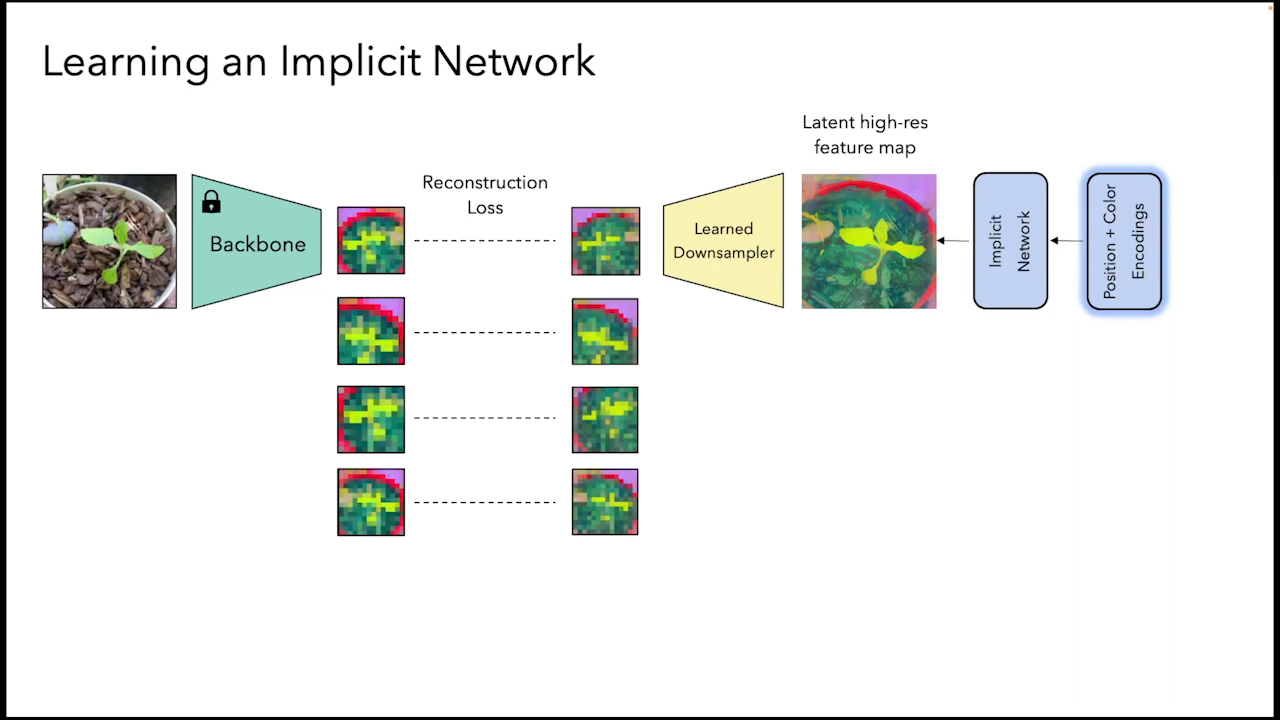 Learning an Implicit Network
Latent high-res
feature map
Reconstruction
Loss
Backbone
Learned
Downsampler
Implicit
Network
Position + Color
Encodings